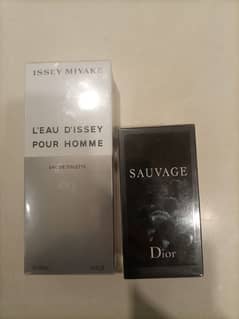 ISSEY MIYAKE
L'EAU D'ISSEY
POUR HOMME
EAU DE TOILETTE
SAUVAGE
Dior